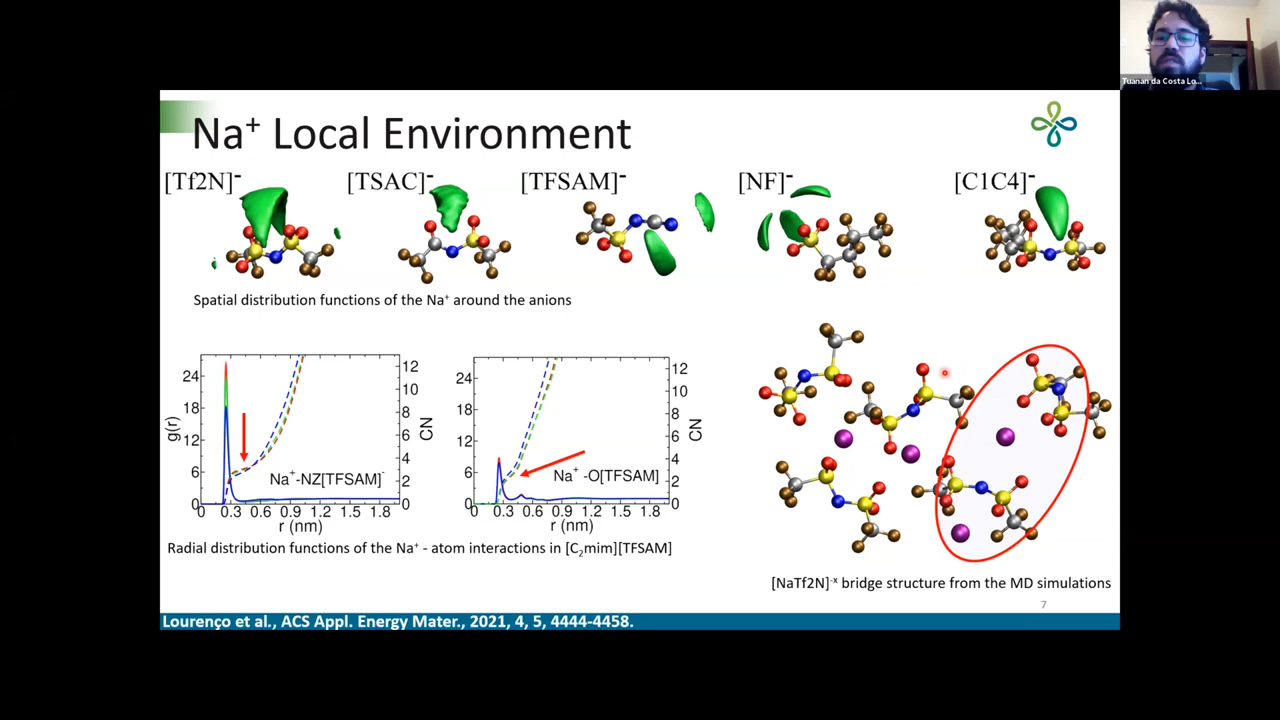 Tuanan da Costa Lo...
Na⁺ Local Environment
[Tf2N]⁻ [TSAC]⁻ [TFSAM]⁻ [NF]⁻ [C1C4]⁻
Spatial distribution functions of the Na⁺ around the anions
g(r)
24
18
12
6
0
12
10
8
6
4
2
0
Na⁺-NZ[TFSAM]⁻
0 0.3 0.6 0.9 1.2 1.5 1.8
r (nm)
CN
24
18
12
6
0
12
10
8
6
4
2
0
Na⁺ -O[TFSAM]
0 0.3 0.6 0.9 1.2 1.5 1.8
r (nm)
CN
Radial distribution functions of the Na⁺ - atom interactions in [C₂mim][TFSAM]
[NaTf2N]⁻ˣ bridge structure from the MD simulations
7
Lourenço et al., ACS Appl. Energy Mater., 2021, 4, 5, 4444-4458.